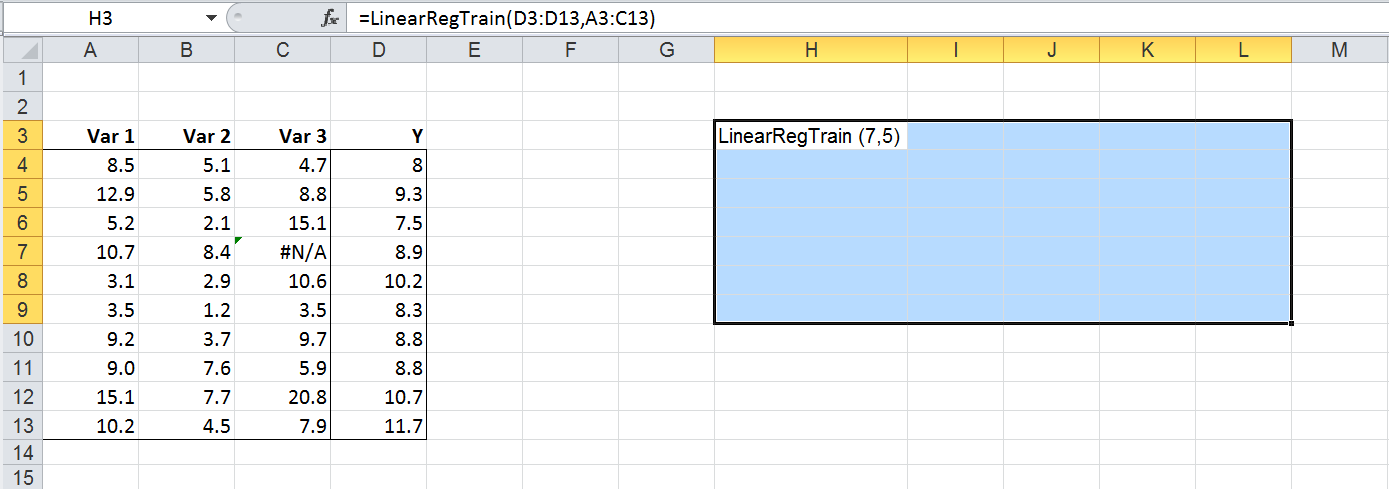 H3 fx =LinearRegTrain(D3:D13,A3:C13)
A B C D E F G H I J K L M
1
2
3 Var 1 Var 2 Var 3 Y LinearRegTrain (7,5)
4 8.5 5.1 4.7 8
5 12.9 5.8 8.8 9.3
6 5.2 2.1 15.1 7.5
7 10.7 8.4 #N/A 8.9
8 3.1 2.9 10.6 10.2
9 3.5 1.2 3.5 8.3
10 9.2 3.7 9.7 8.8
11 9.0 7.6 5.9 8.8
12 15.1 7.7 20.8 10.7
13 10.2 4.5 7.9 11.7
14
15